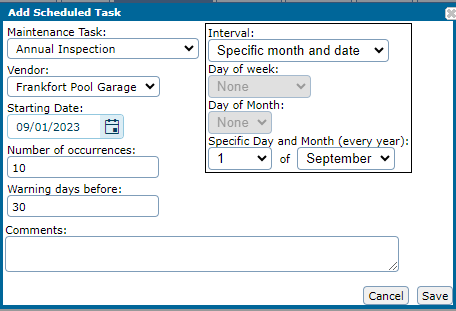 Add Scheduled Task
Maintenance Task:
Annual Inspection
Vendor:
Frankfort Pool Garage
Starting Date:
09/01/2023
Number of occurrences:
10
Warning days before:
30
Interval:
Specific month and date
Day of week:
None
Day of Month:
None
Specific Day and Month (every year):
1 of September
Comments:
Cancel Save